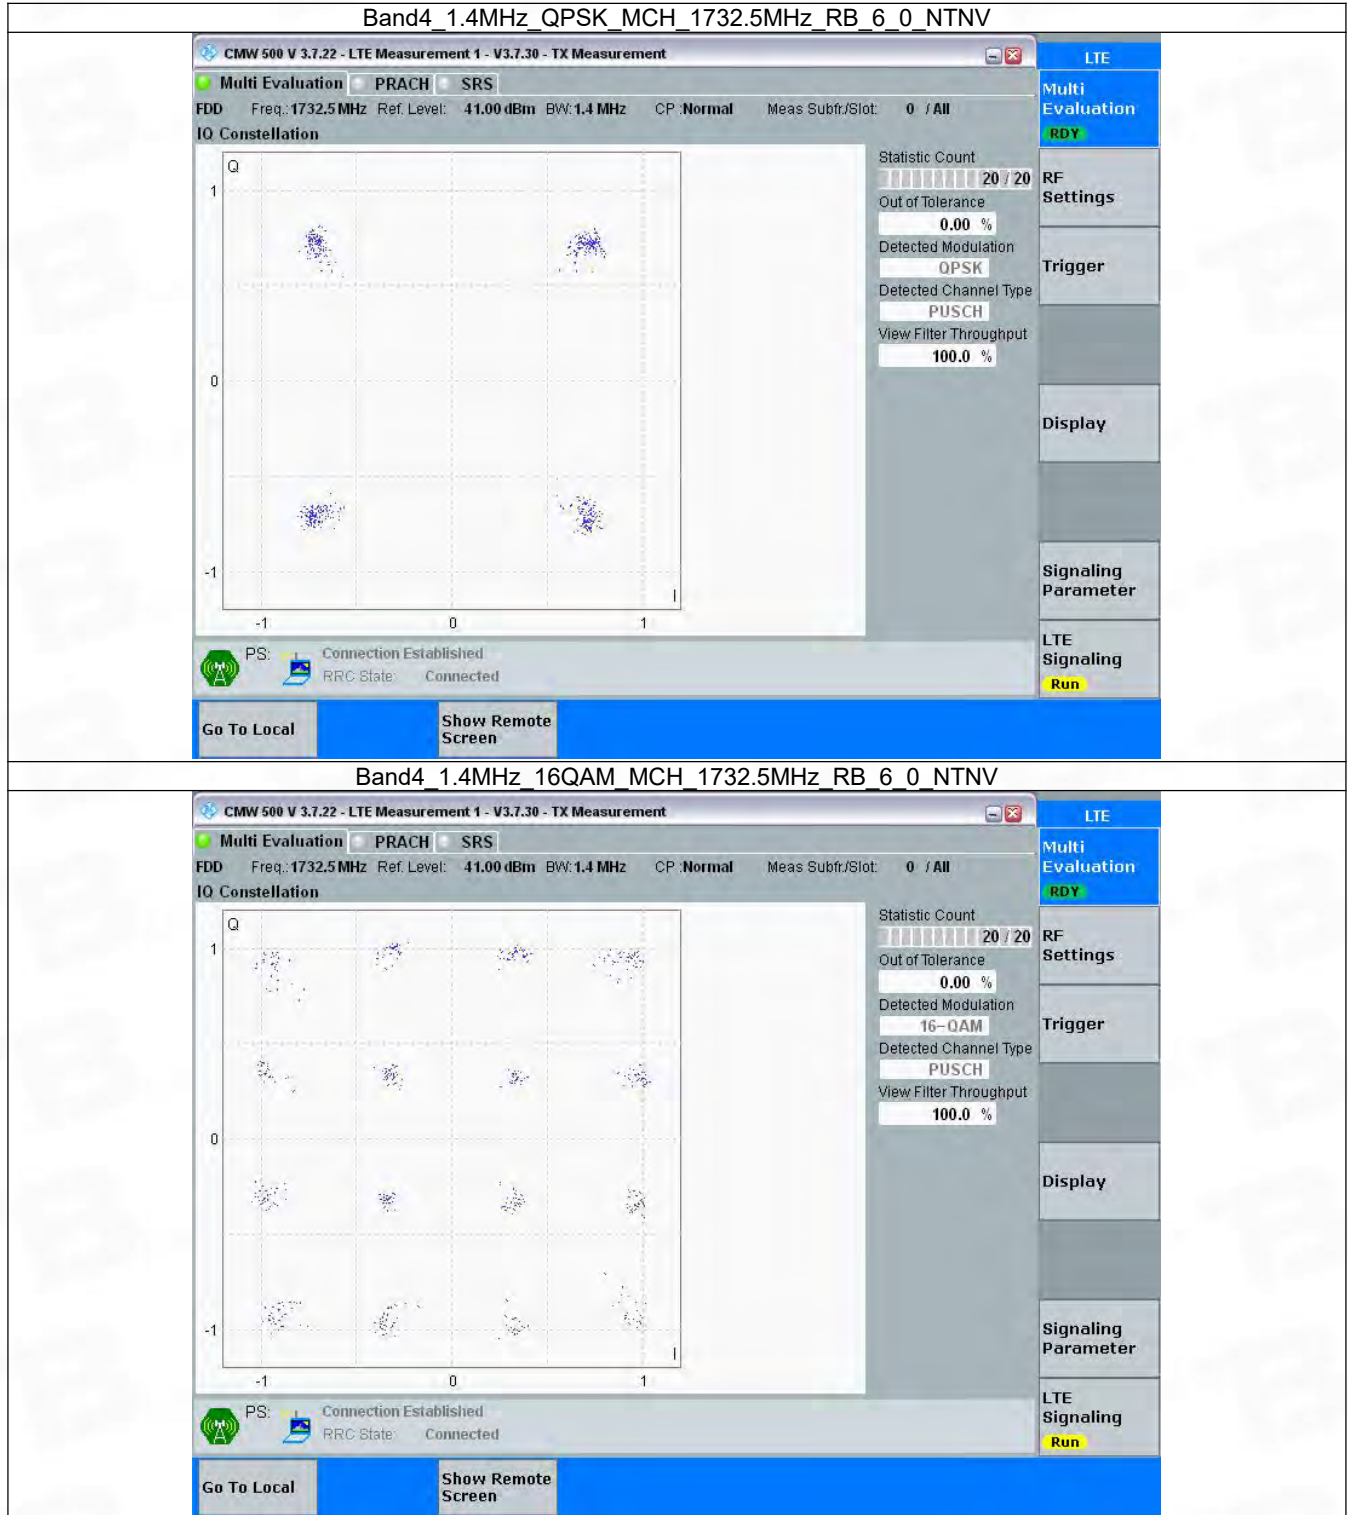 Band4_1.4MHz_QPSK_MCH_1732.5MHz_RB_6_0_NTNV
CMW 500 V 3.7.22 - LTE Measurement 1 - V3.7.30 - TX Measurement
LTE
Multi Evaluation PRACH SRS
Multi
Evaluation
RDY
FDD Freq.: 1732.5 MHz Ref. Level: 41.00 dBm BW: 1.4 MHz CP : Normal Meas Subfr./Slot: 0 / All
IQ Constellation
Q
1
0
-1
-1 0 1
I
Statistic Count
20 / 20
Out of Tolerance
0.00 %
Detected Modulation
QPSK
Detected Channel Type
PUSCH
View Filter Throughput
100.0 %
RF
Settings
Trigger
Display
Signaling
Parameter
LTE
Signaling
Run
PS: Connection Established
RRC State: Connected
Go To Local
Show Remote
Screen
Band4_1.4MHz_16QAM_MCH_1732.5MHz_RB_6_0_NTNV
CMW 500 V 3.7.22 - LTE Measurement 1 - V3.7.30 - TX Measurement
LTE
Multi Evaluation PRACH SRS
Multi
Evaluation
RDY
FDD Freq.: 1732.5 MHz Ref. Level: 41.00 dBm BW: 1.4 MHz CP : Normal Meas Subfr./Slot: 0 / All
IQ Constellation
Q
1
0
-1
-1 0 1
I
Statistic Count
20 / 20
Out of Tolerance
0.00 %
Detected Modulation
16-QAM
Detected Channel Type
PUSCH
View Filter Throughput
100.0 %
RF
Settings
Trigger
Display
Signaling
Parameter
LTE
Signaling
Run
PS: Connection Established
RRC State: Connected
Go To Local
Show Remote
Screen